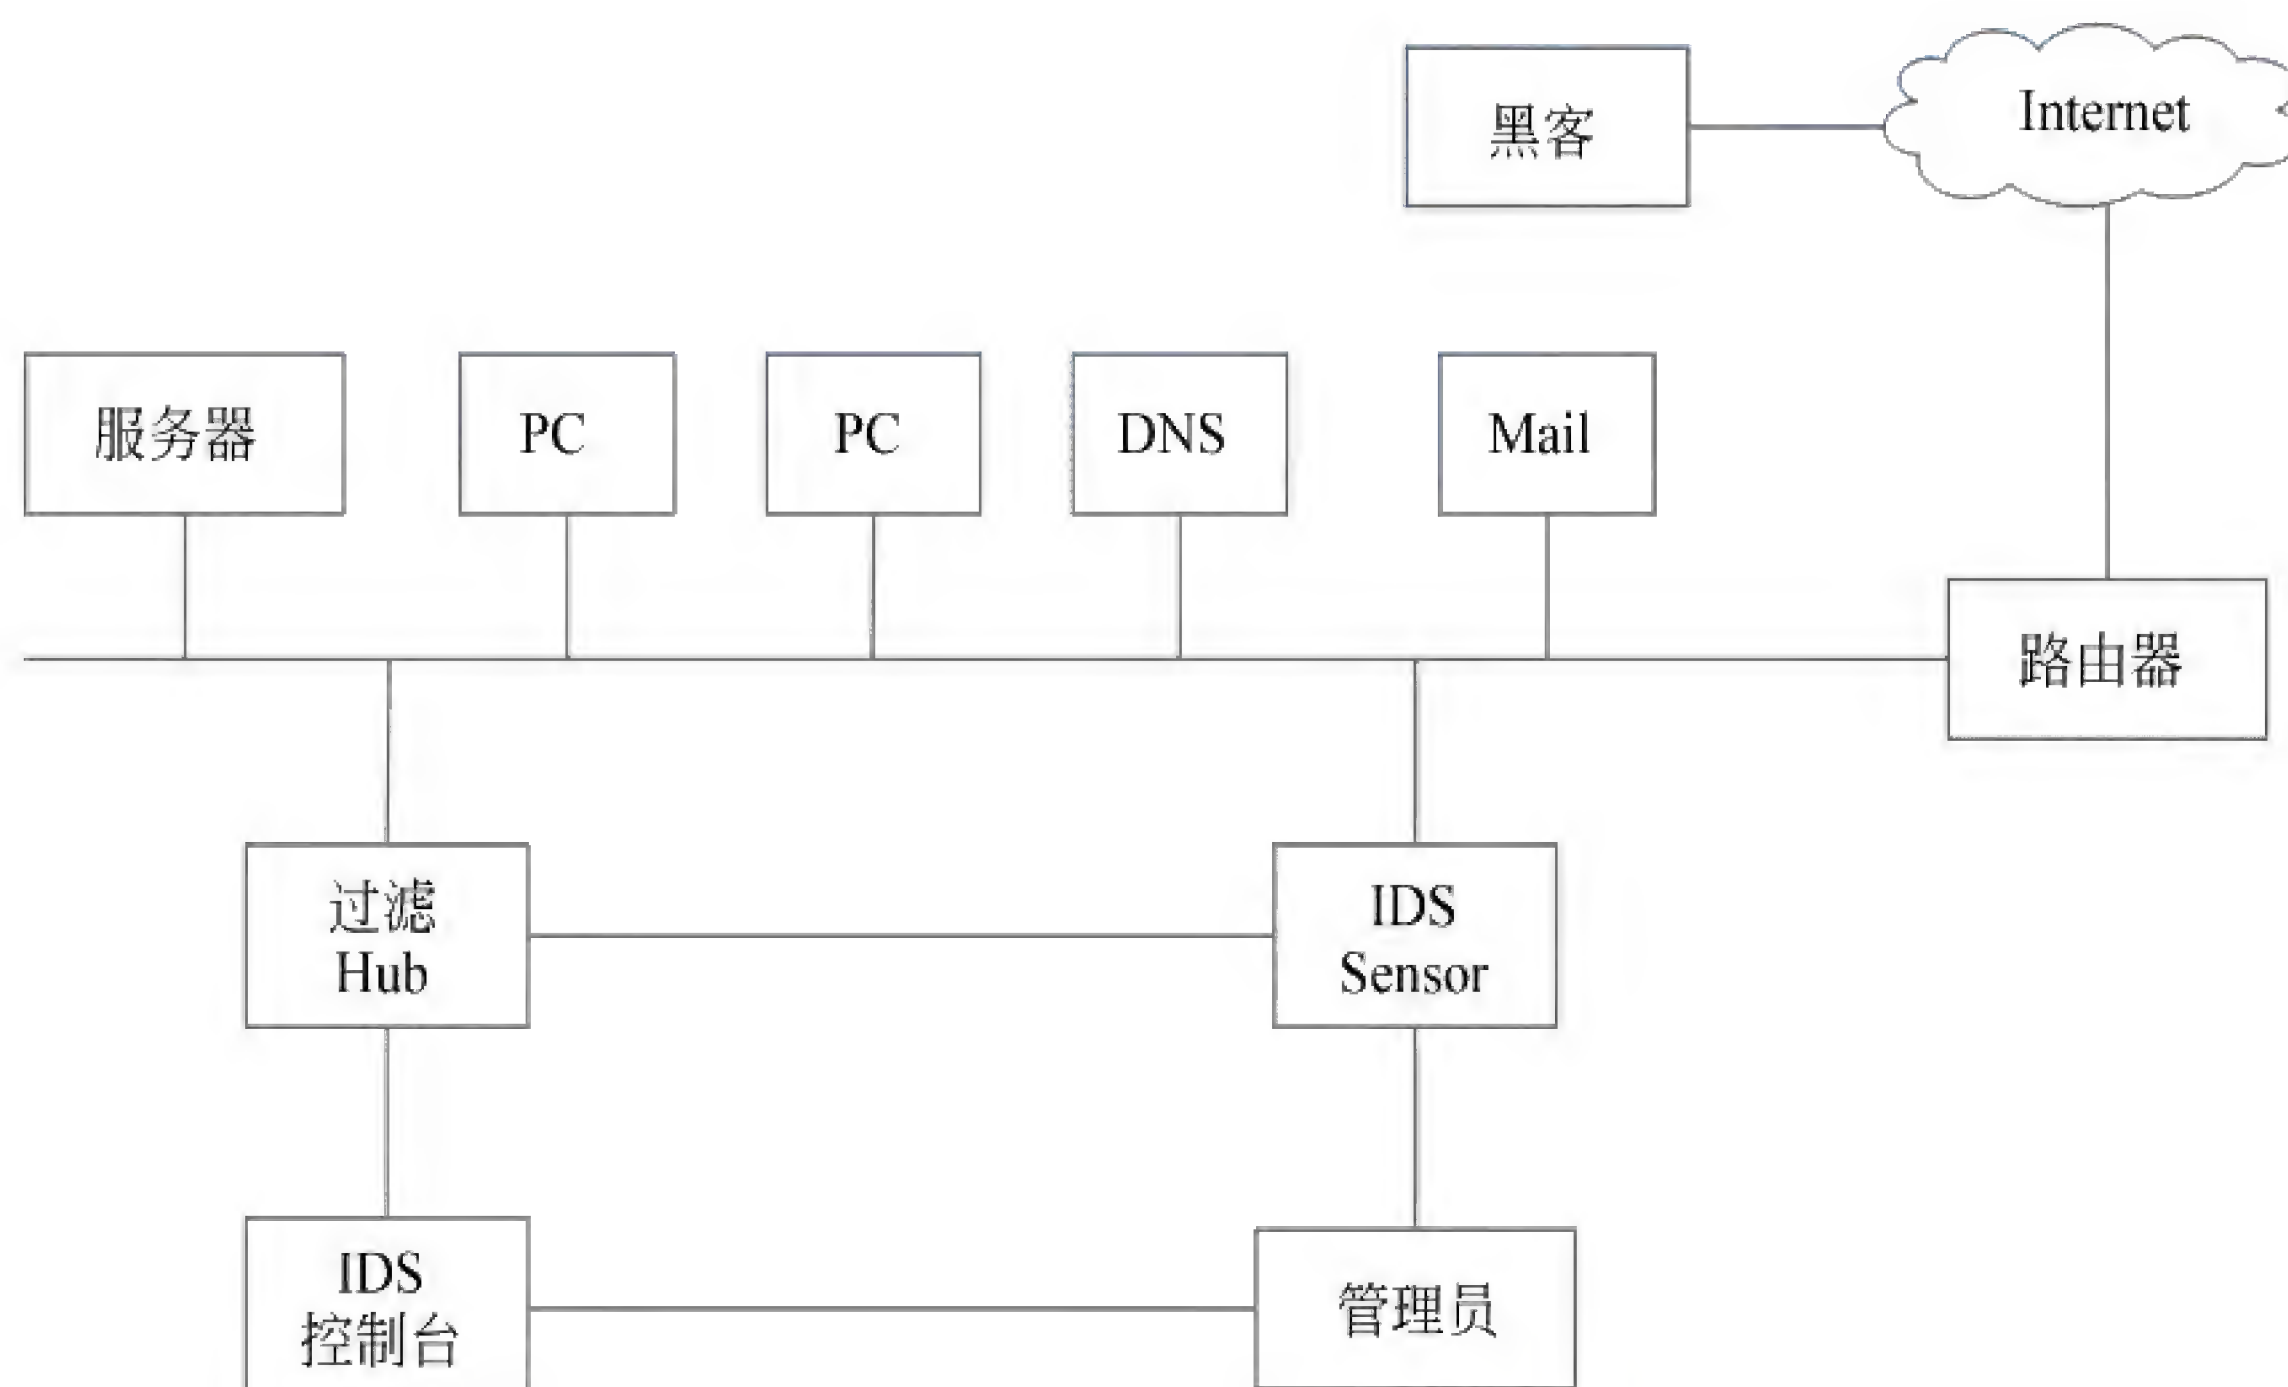 黑客
Internet
服务器
PC
PC
DNS
Mail
路由器
过滤
Hub
IDS
Sensor
IDS
控制台
管理员